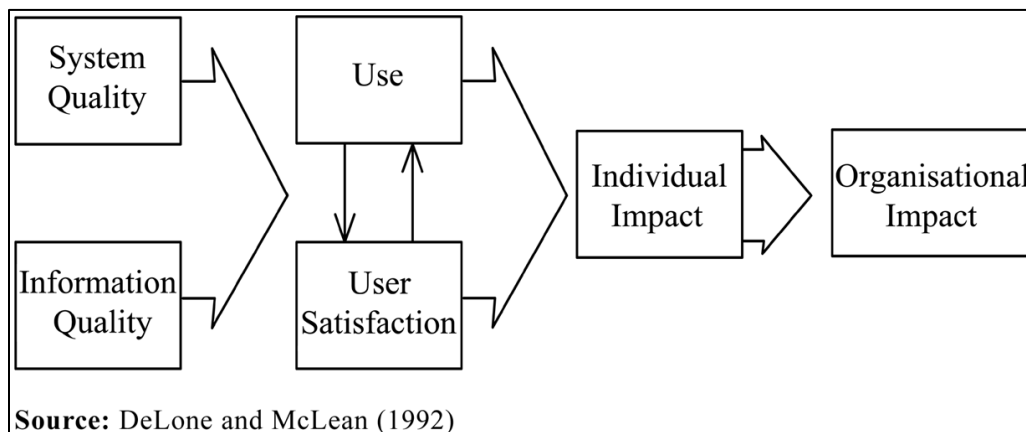 System
Quality
Information
Quality
Use
User
Satisfaction
Individual
Impact
Organisational
Impact
Source: DeLone and McLean (1992)